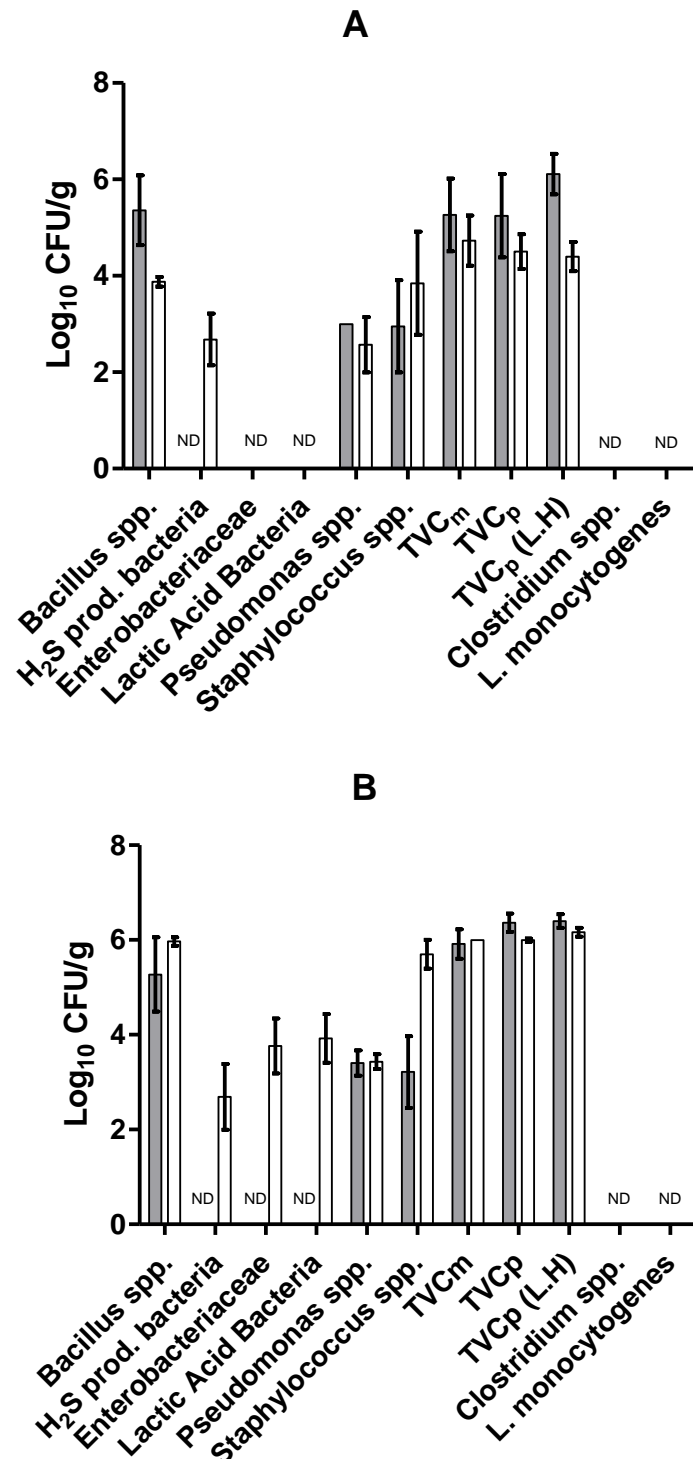 A
8
6
4
2
0
Log₁₀ CFU/g
ND
ND
ND
ND
ND
Bacillus spp.
H₂S prod. bacteria
Enterobacteriaceae
Lactic Acid Bacteria
Pseudomonas spp.
Staphylococcus spp.
TVCₘ
TVCₚ
TVCₚ (L.H)
Clostridium spp.
L. monocytogenes
B
8
6
4
2
0
Log₁₀ CFU/g
ND
ND
ND
ND
ND
Bacillus spp.
H₂S prod. bacteria
Enterobacteriaceae
Lactic Acid Bacteria
Pseudomonas spp.
Staphylococcus spp.
TVCm
TVCp
TVCp (L.H)
Clostridium spp.
L. monocytogenes